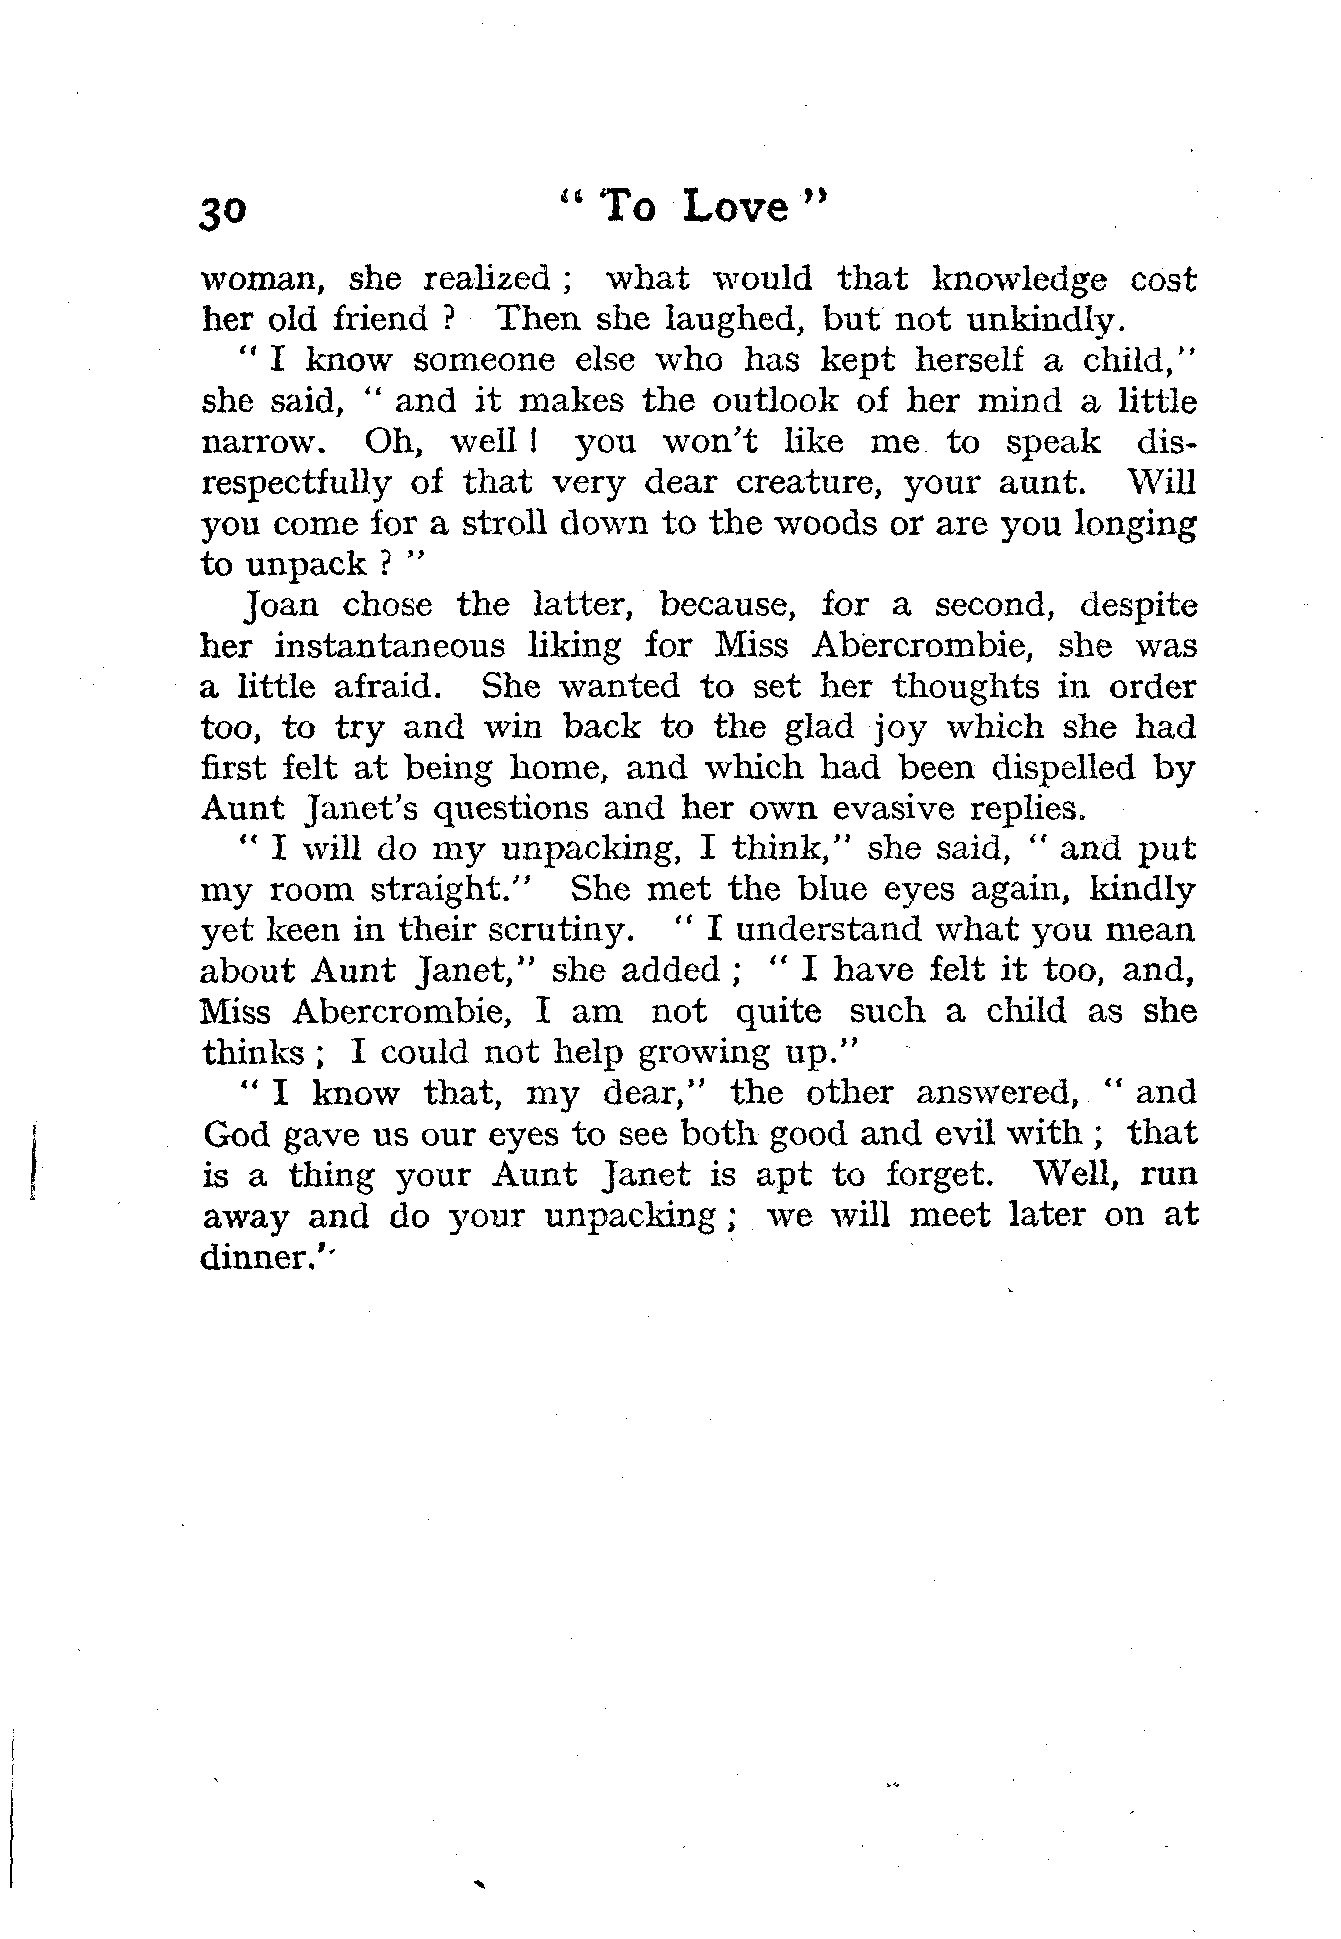 30 “ To Love ”
woman, she realized ; what would that knowledge cost
her old friend ? Then she laughed, but not unkindly.
“ I know someone else who has kept herself a child,”
she said, “ and it makes the outlook of her mind a little
narrow. Oh, well ! you won’t like me to speak dis-
respectfully of that very dear creature, your aunt. Will
you come for a stroll down to the woods or are you longing
to unpack ? ”
Joan chose the latter, because, for a second, despite
her instantaneous liking for Miss Abercrombie, she was
a little afraid. She wanted to set her thoughts in order
too, to try and win back to the glad joy which she had
first felt at being home, and which had been dispelled by
Aunt Janet’s questions and her own evasive replies.
“ I will do my unpacking, I think,” she said, “ and put
my room straight.” She met the blue eyes again, kindly
yet keen in their scrutiny. “ I understand what you mean
about Aunt Janet,” she added ; “ I have felt it too, and,
Miss Abercrombie, I am not quite such a child as she
thinks ; I could not help growing up.”
“ I know that, my dear,” the other answered, “ and
God gave us our eyes to see both good and evil with ; that
is a thing your Aunt Janet is apt to forget. Well, run
away and do your unpacking ; we will meet later on at
dinner.”